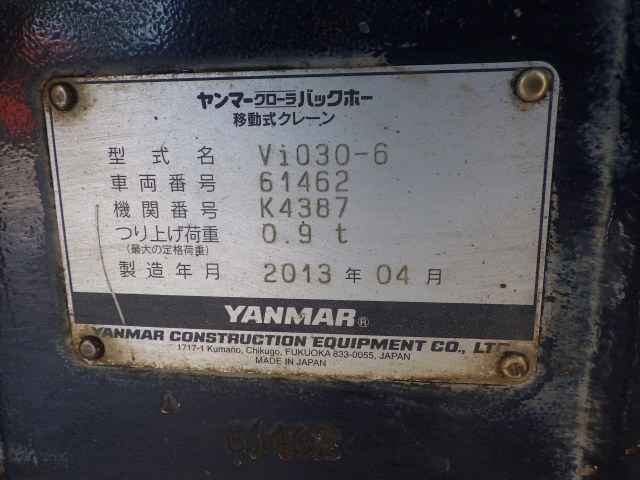 ヤンマークローラバックホー
移動式クレーン
型式名 ViO30-6
車両番号 61462
機関番号 K4387
つり上げ荷重 0.9 t
(最大の定格荷重)
製造年月 2013 年 04 月
YANMAR®
YANMAR CONSTRUCTION EQUIPMENT CO., LTD.
1717-1 Kumano, Chikugo, FUKUOKA 833-0055, JAPAN
MADE IN JAPAN
61462